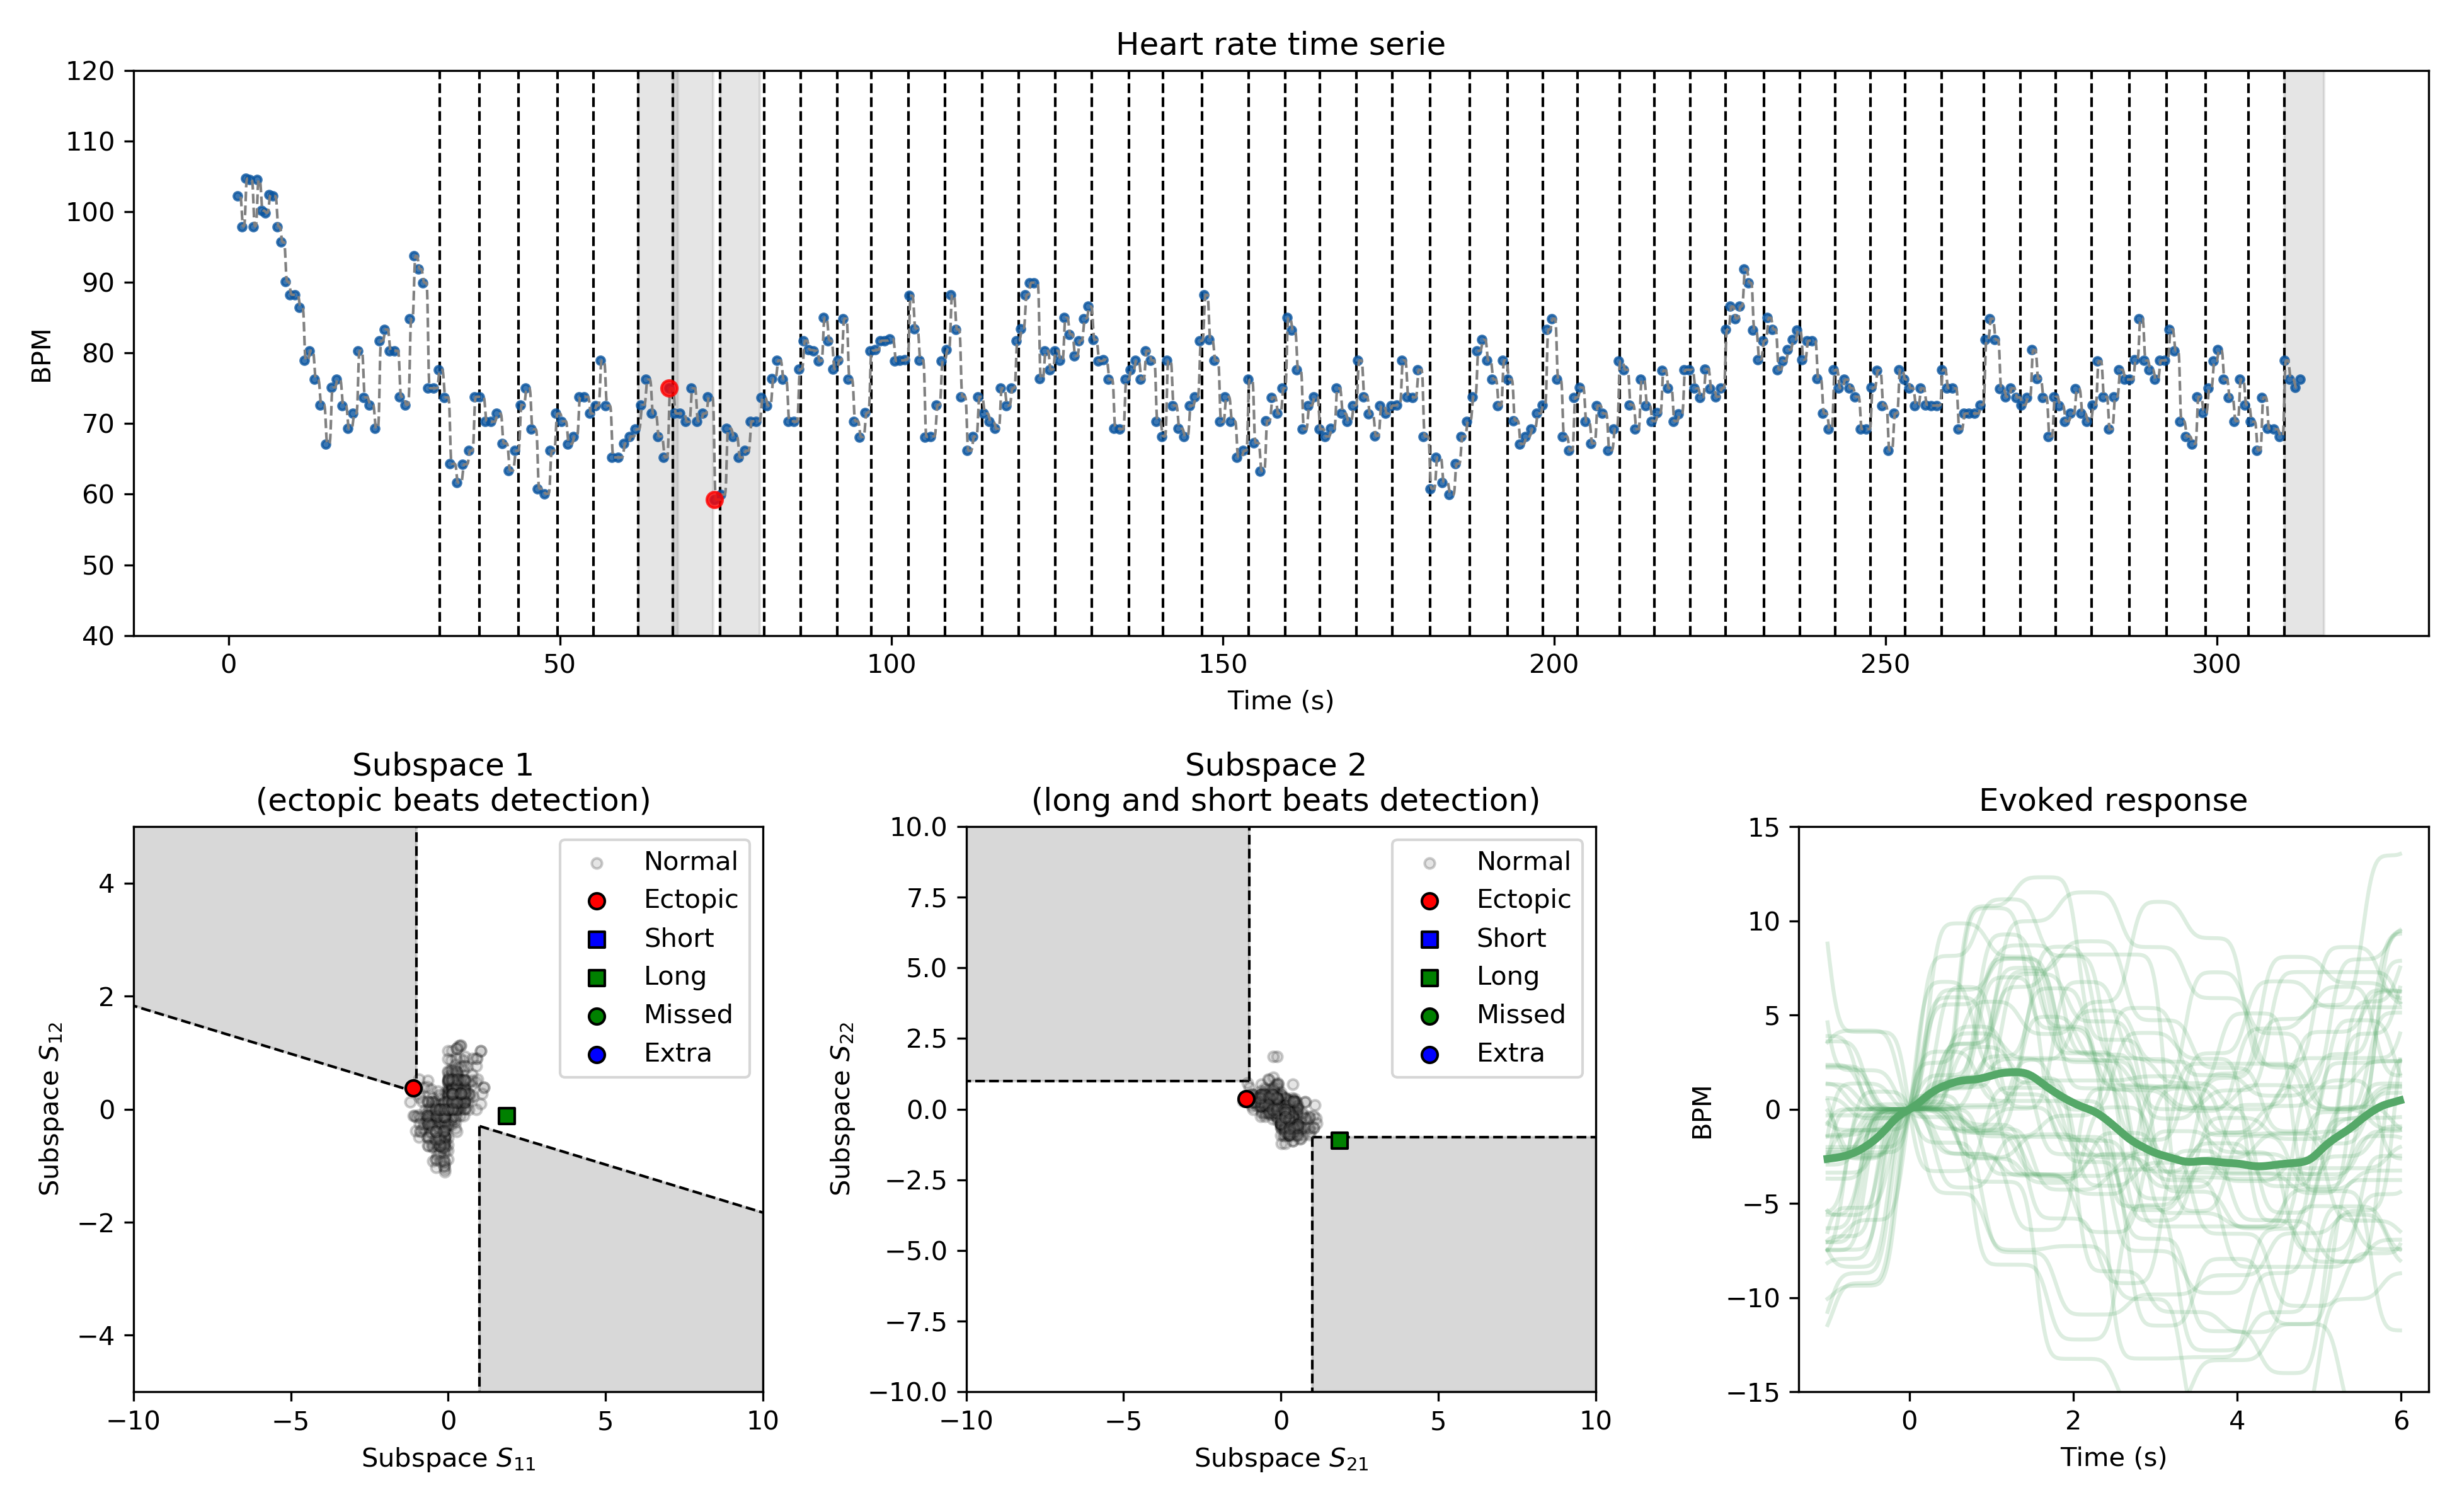 Heart rate time serie
120
110
100
90
80
70
60
50
40
BPM
0 50 100 150 200 250 300
Time (s)
Subspace 1
(ectopic beats detection)
4
2
0
−2
−4
Subspace S₁₂
Normal
Ectopic
Short
Long
Missed
Extra
−10 −5 0 5 10
Subspace S₁₁
Subspace 2
(long and short beats detection)
10.0
7.5
5.0
2.5
0.0
−2.5
−5.0
−7.5
−10.0
Subspace S₂₂
Normal
Ectopic
Short
Long
Missed
Extra
−10 −5 0 5 10
Subspace S₂₁
Evoked response
15
10
5
0
−5
−10
−15
BPM
0 2 4 6
Time (s)